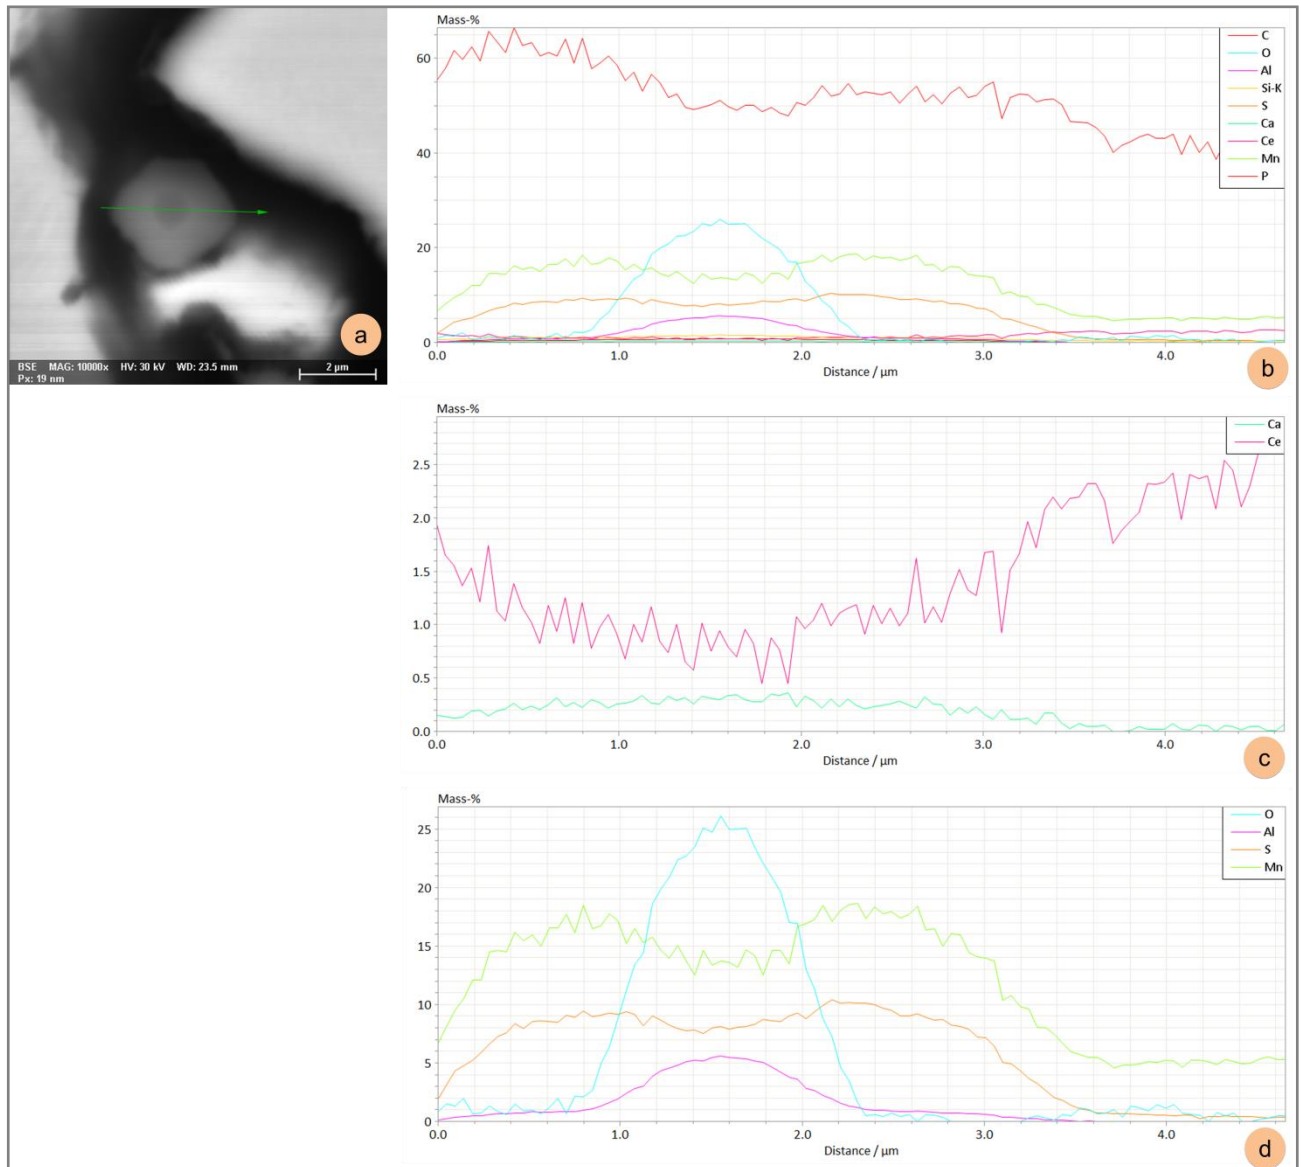 BSE MAG: 10000x HV: 30 kV WD: 23.5 mm
Px: 19 nm
2 µm
a
Mass-%
60
40
20
0
0.0 1.0 2.0 3.0 4.0
Distance / µm
C
O
Al
Si-K
S
Ca
Ce
Mn
P
b
Mass-%
2.5
2.0
1.5
1.0
0.5
0.0
0.0 1.0 2.0 3.0 4.0
Distance / µm
Ca
Ce
c
Mass-%
25
20
15
10
5
0
0.0 1.0 2.0 3.0 4.0
Distance / µm
O
Al
S
Mn
d